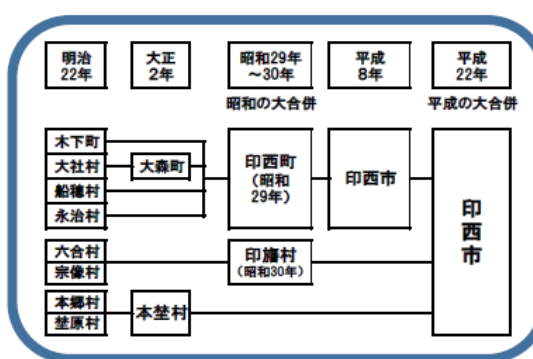 明治
22年
大正
2年
昭和29年
～30年
平成
8年
平成
22年
昭和の大合併
平成の大合併
木下町
大社村
船穂村
永治村
大森町
印西町
(昭和
29年)
印西市
印西市
六合村
宗像村
印旛村
(昭和30年)
本郷村
埜原村
本埜村